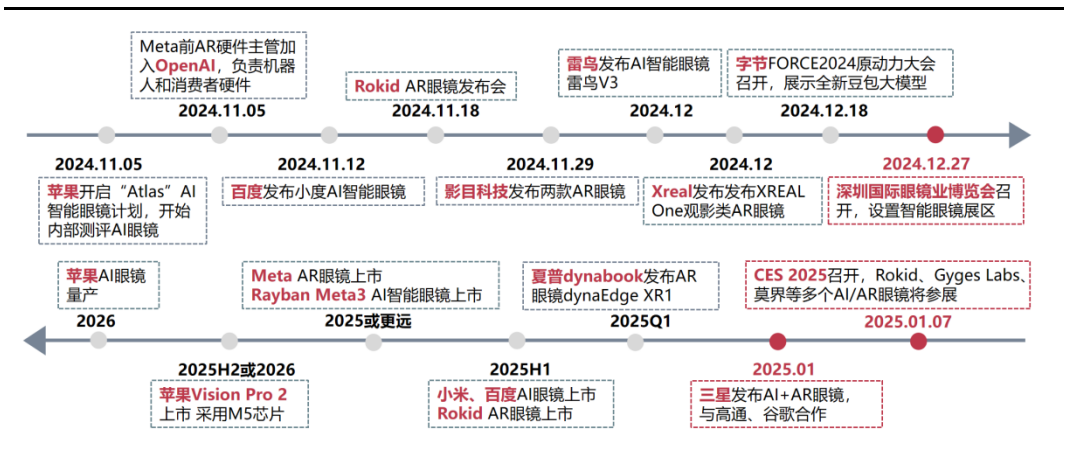 Meta前AR硬件主管加
入OpenAI，负责机器
人和消费者硬件
2024.11.05
Rokid AR眼镜发布会
2024.11.18
雷鸟发布AI智能眼镜
雷鸟V3
2024.12
字节FORCE2024原动力大会
召开，展示全新豆包大模型
2024.12.18
2024.11.05
苹果开启“Atlas”AI
智能眼镜计划，开始
内部测评AI眼镜
2024.11.12
百度发布小度AI智能眼镜
2024.11.29
影目科技发布两款AR眼镜
2024.12
Xreal发布发布XREAL
One观影类AR眼镜
2024.12.27
深圳国际眼镜业博览会召
开，设置智能眼镜展区
苹果AI眼镜
量产
2026
Meta AR眼镜上市
Rayban Meta3 AI智能眼镜上市
2025或更远
夏普dynabook发布AR
眼镜dynaEdge XR1
2025Q1
CES 2025召开，Rokid、Gyges Labs、
莫界等多个AI/AR眼镜将参展
2025.01.07
2025H2或2026
苹果Vision Pro 2
上市 采用M5芯片
2025H1
小米、百度AI眼镜上市
Rokid AR眼镜上市
2025.01
三星发布AI+AR眼镜，
与高通、谷歌合作